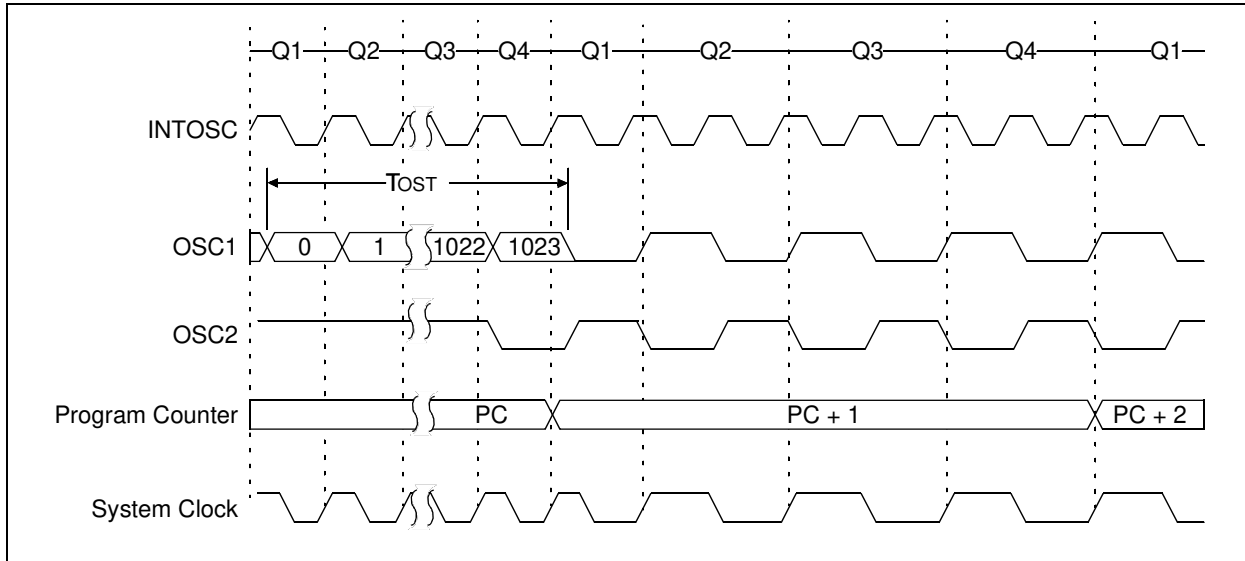 Q1 Q2 Q3 Q4 Q1 Q2 Q3 Q4 Q1
INTOSC
TOST
OSC1 0 1 1022 1023
OSC2
Program Counter PC PC + 1 PC + 2
System Clock